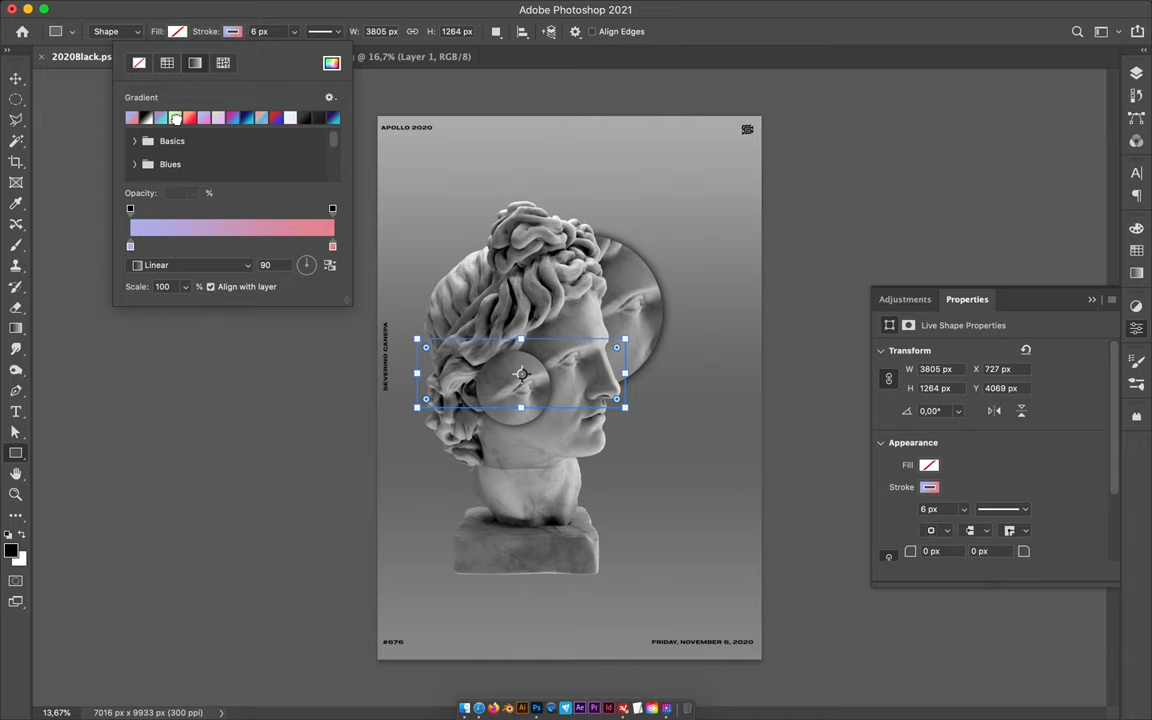 Adobe Photoshop 2021
Shape
Fill:
Stroke:
6 px
W: 3805 px
H: 1264 px
Align Edges
2020Black.ps
@ 16,7% (Layer 1, RGB/8)
Gradient
Basics
Blues
Opacity:
%
Linear
90
Scale: 100
%
Align with layer
APOLLO 2020
SEVERINO CANEPA
#676
FRIDAY, NOVEMBER 6, 2020
Adjustments
Properties
Live Shape Properties
Transform
W 3805 px
X 727 px
H 1264 px
Y 4069 px
0,00°
Appearance
Fill
Stroke
6 px
0 px
0 px
13,67%
7016 px x 9933 px (300 ppi)